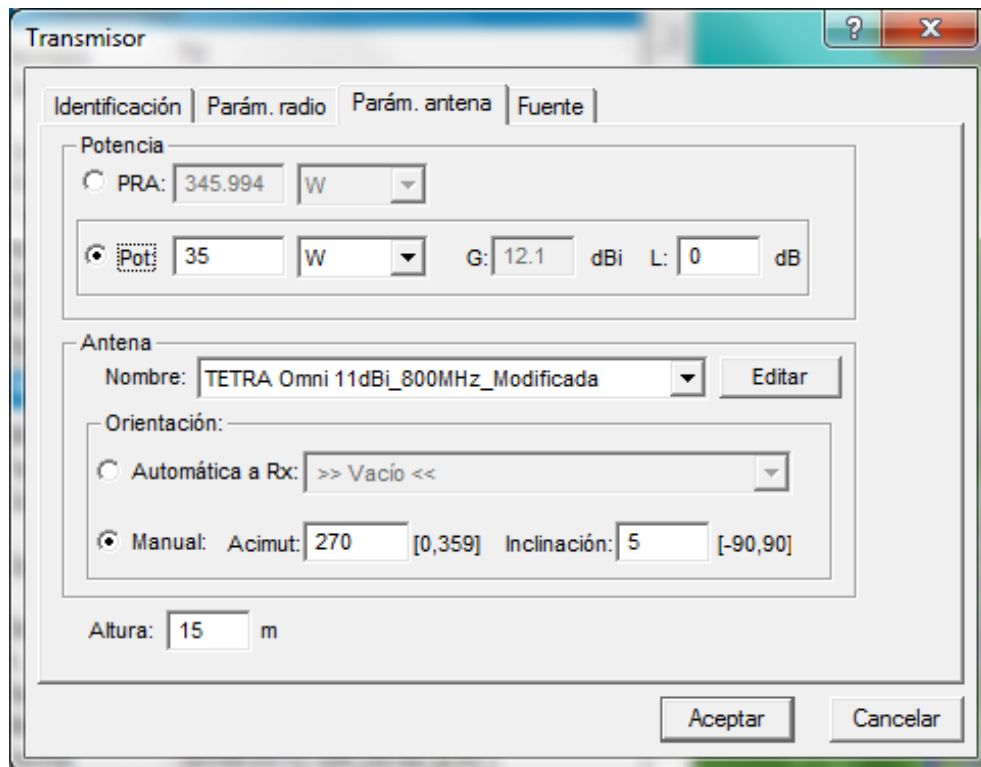 Transmisor
Identificación Parám. radio Parám. antena Fuente
Potencia
PRA: 345.994 W
Pot: 35 W G: 12.1 dBi L: 0 dB
Antena
Nombre: TETRA Omni 11dBi_800MHz_Modificada Editar
Orientación:
Automática a Rx: >> Vacío <<
Manual: Acimut: 270 [0,359] Inclinación: 5 [-90,90]
Altura: 15 m
Aceptar Cancelar